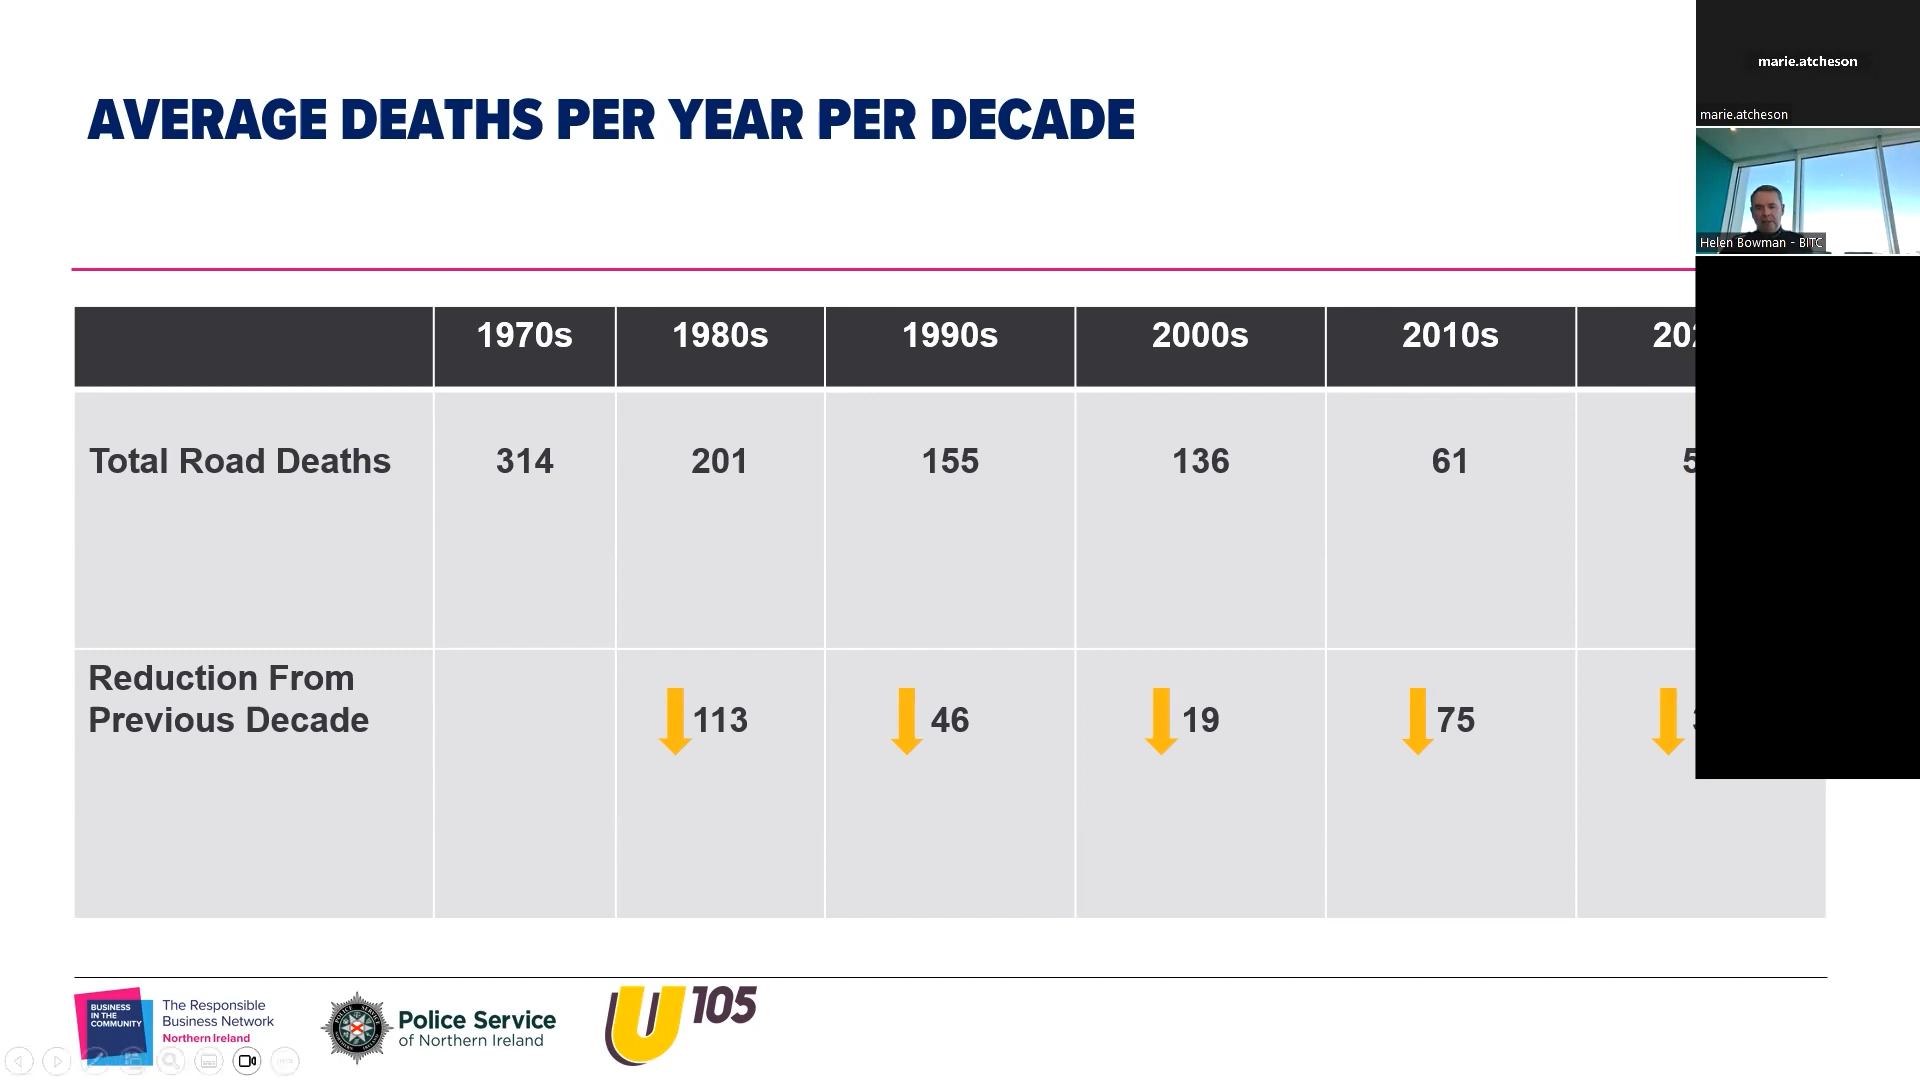 AVERAGE DEATHS PER YEAR PER DECADE
marie.atcheson
marie.atcheson
Helen Bowman - BITC
1970s 1980s 1990s 2000s 2010s
Total Road Deaths 314 201 155 136 61
Reduction From
Previous Decade 113 46 19 75
BUSINESS
IN THE
COMMUNITY
The Responsible
Business Network
Northern Ireland
Police Service
of Northern Ireland
U105